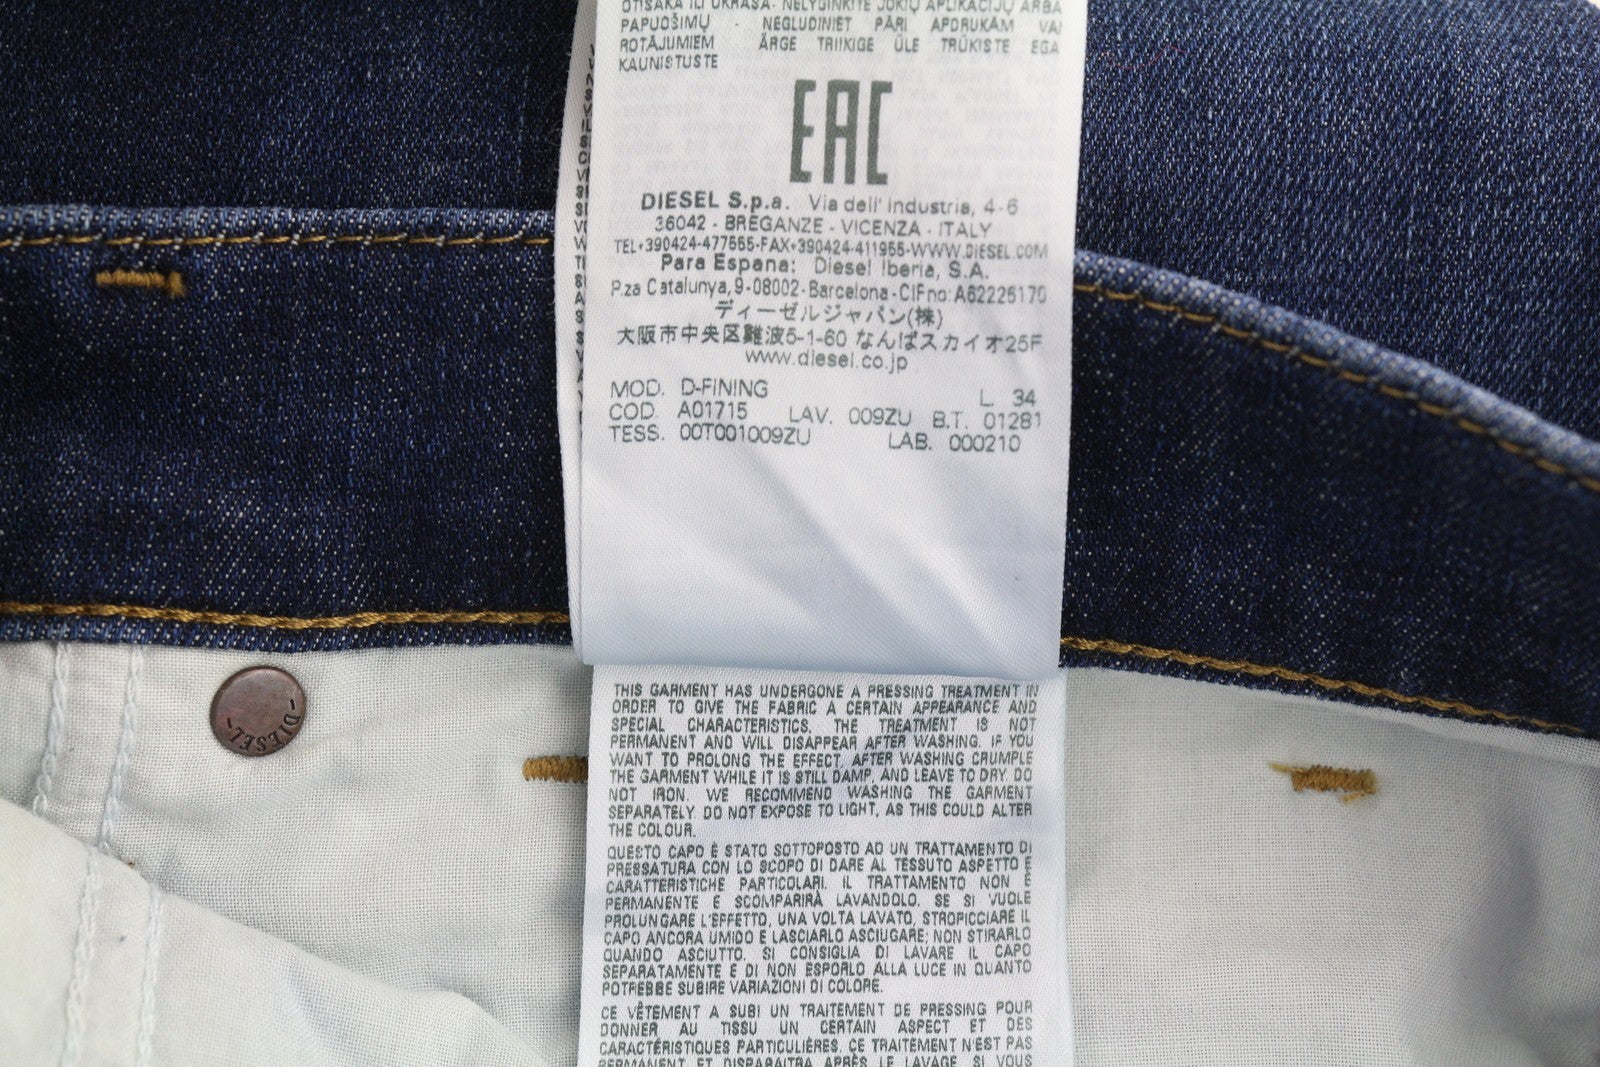 OTISAKA ILI UKRASA- NELYGINKITE JOKIŲ APLIKACIJŲ ARBA
PAPUOŠIMŲ - NEGLUDINIET PĀRI APDRUKĀM VAI
ROTĀJUMIEM ÄRGE TRIIKIGE ÜLE TRÜKISTE EGA
KAUNISTUSTE
EAC
DIESEL S.p.a. Via dell' Industria, 4-6
36042 - BREGANZE - VICENZA - ITALY
TEL+390424-477555-FAX+390424-411955-WWW.DIESEL.COM
Para Espana: Diesel Iberia, S.A.
P.za Catalunya,9-08002-Barcelona-CIFno:A62225170
ディーゼルジャパン(株)
大阪市中央区難波5-1-60 なんばスカイオ25F
www.diesel.co.jp
MOD. D-FINING L. 34
COD. A01715 LAV. 009ZU B.T. 01281
TESS. 00T001009ZU LAB. 000210
THIS GARMENT HAS UNDERGONE A PRESSING TREATMENT IN
ORDER TO GIVE THE FABRIC A CERTAIN APPEARANCE AND
SPECIAL CHARACTERISTICS. THE TREATMENT IS NOT
PERMANENT AND WILL DISAPPEAR AFTER WASHING. IF YOU
WANT TO PROLONG THE EFFECT, AFTER WASHING CRUMPLE
THE GARMENT WHILE IT IS STILL DAMP, AND LEAVE TO DRY. DO
NOT IRON. WE RECOMMEND WASHING THE GARMENT
SEPARATELY. DO NOT EXPOSE TO LIGHT, AS THIS COULD ALTER
THE COLOUR.
QUESTO CAPO È STATO SOTTOPOSTO AD UN TRATTAMENTO DI
PRESSATURA CON LO SCOPO DI DARE AL TESSUTO ASPETTO E
CARATTERISTICHE PARTICOLARI. IL TRATTAMENTO NON È
PERMANENTE E SCOMPARIRÀ LAVANDOLO. SE SI VUOLE
PROLUNGARE L'EFFETTO, UNA VOLTA LAVATO, STROPICCIARE IL
CAPO ANCORA UMIDO E LASCIARLO ASCIUGARE; NON STIRARLO
QUANDO ASCIUTTO. SI CONSIGLIA DI LAVARE IL CAPO
SEPARATAMENTE E DI NON ESPORLO ALLA LUCE IN QUANTO
POTREBBE SUBIRE VARIAZIONI DI COLORE.
CE VÊTEMENT A SUBI UN TRAITEMENT DE PRESSING POUR
DONNER AU TISSU UN CERTAIN ASPECT ET DES
CARACTÉRISTIQUES PARTICULIÈRES. CE TRAITEMENT N'EST PAS
PERMANENT ET DISPARAITRA APRÈS LE LAVAGE. SI VOUS
-DIESEL-